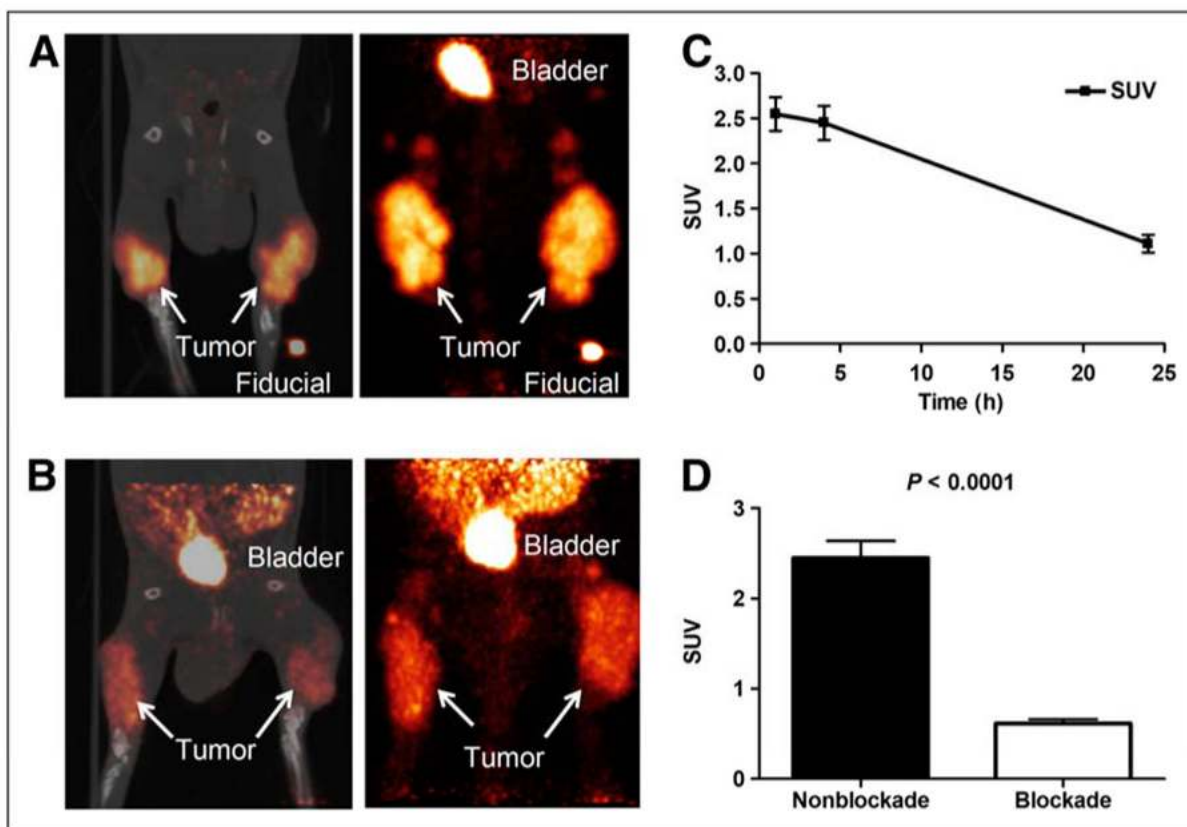 A
Bladder
Tumor
Tumor
Fiducial
Fiducial
B
Bladder
Bladder
Tumor
Tumor
C
SUV
3.0
2.5
2.0
1.5
1.0
0.5
0.0
SUV
0 5 10 15 20 25
Time (h)
D
P < 0.0001
3
2
1
0
SUV
Nonblockade Blockade